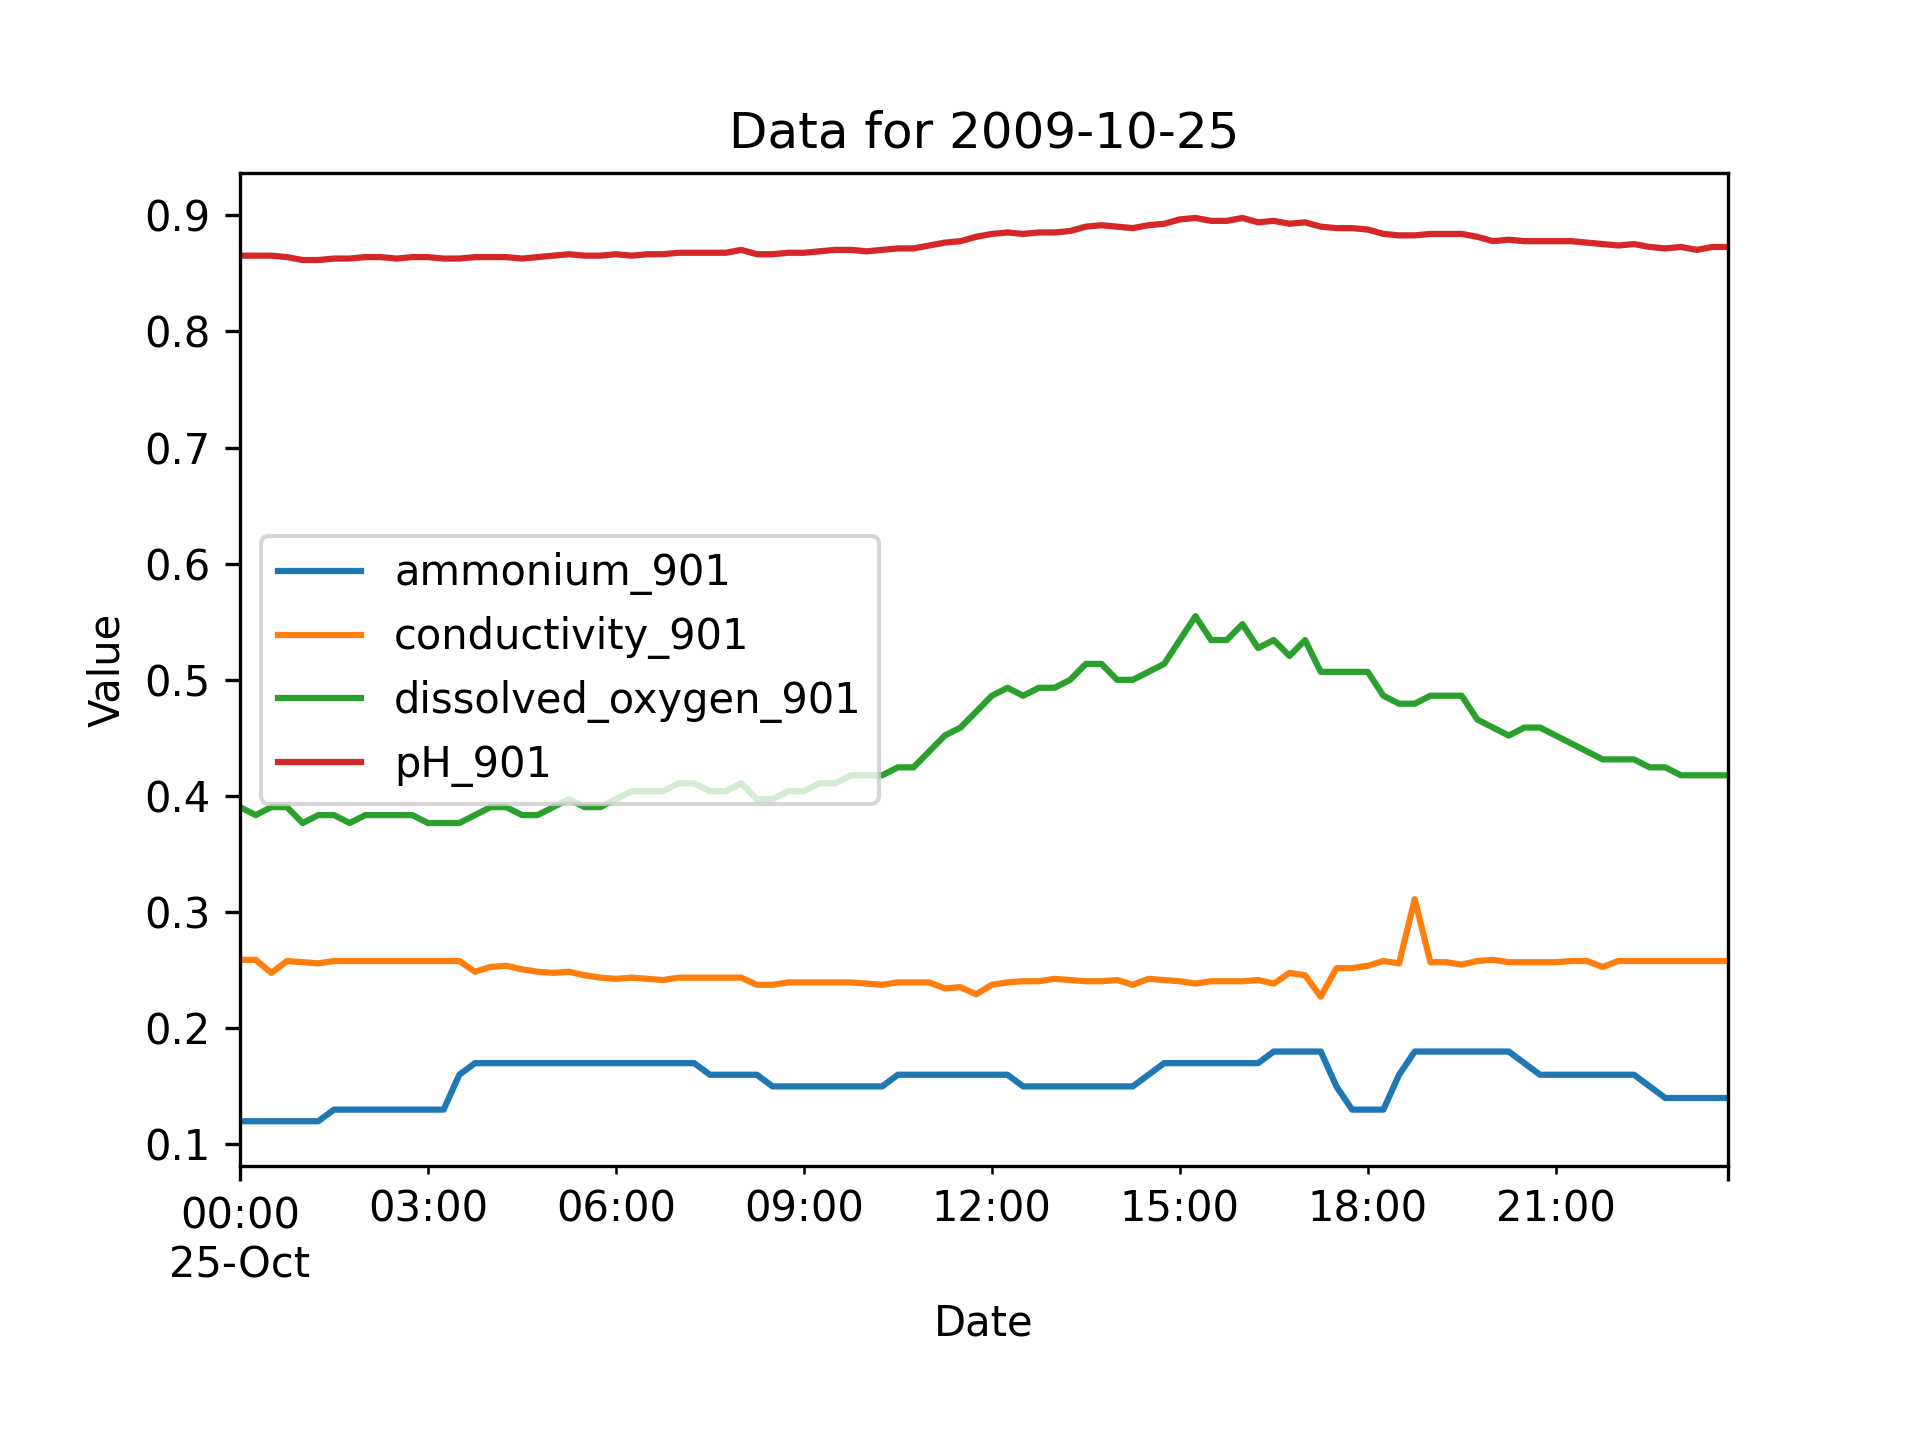 Data for 2009-10-25
0.9
0.8
0.7
0.6
0.5
0.4
0.3
0.2
0.1
Value
ammonium_901
conductivity_901
dissolved_oxygen_901
pH_901
00:00 03:00 06:00 09:00 12:00 15:00 18:00 21:00
25-Oct
Date